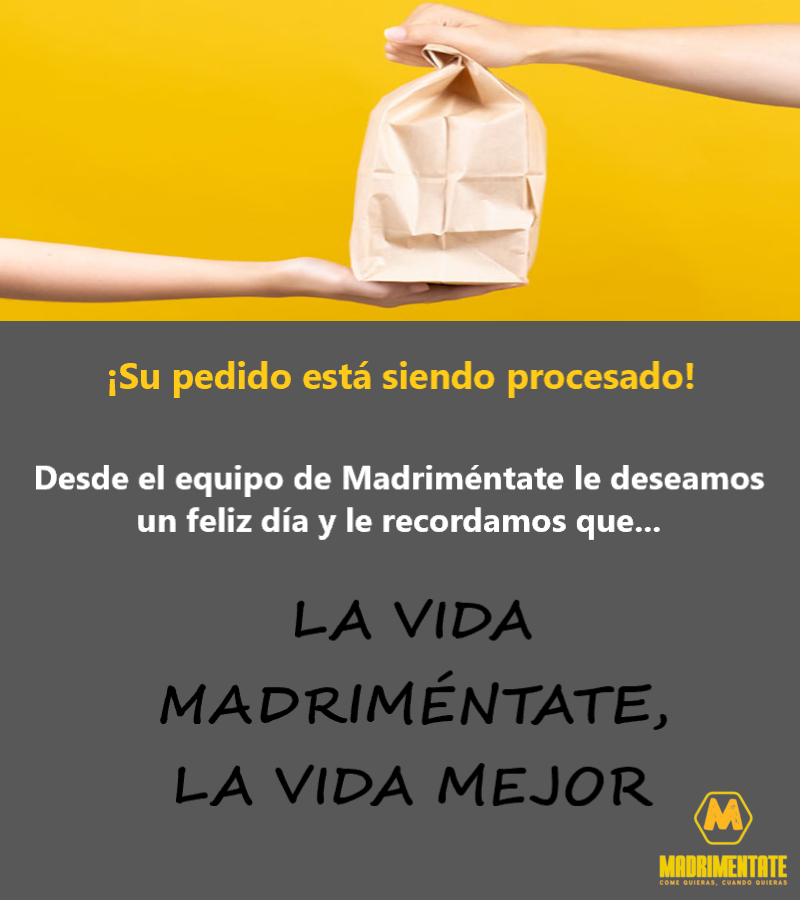 ¡Su pedido está siendo procesado!
Desde el equipo de Madriméntate le deseamos
un feliz día y le recordamos que...
LA VIDA
MADRIMÉNTATE,
LA VIDA MEJOR
M
MADRIMENTATE
COME QUIERAS, CUANDO QUIERAS